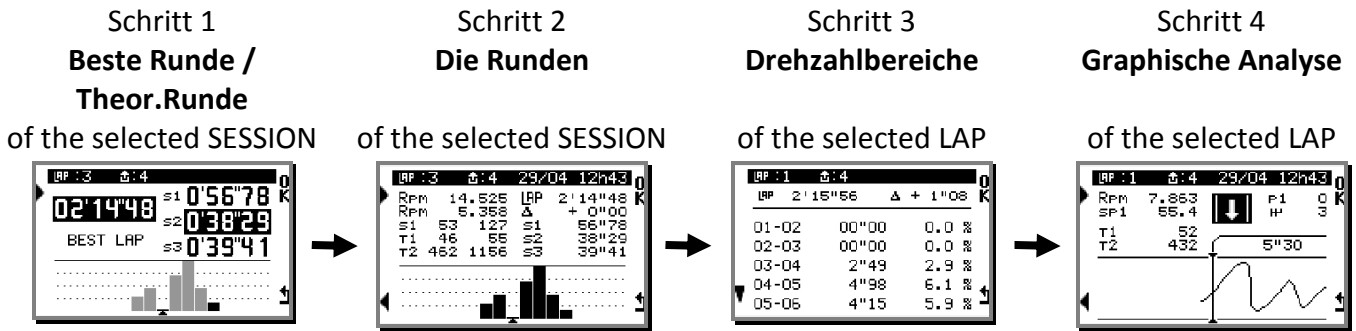 Schritt 1
Beste Runde /
Theor.Runde
of the selected SESSION
LAP :3 :4
02'14"48
BEST LAP
S1 0'56"78
S2 0'38"29
S3 0'39"41
OK
Schritt 2
Die Runden
of the selected SESSION
LAP :3 :4 29/04 12h43
RPM 14.525 LAP 2'14"48
RPM 5.358 Δ + 0"00
S1 53 127 S1 56"78
T1 46 55 S2 38"29
T2 462 1156 S3 39"41
OK
Schritt 3
Drehzahlbereiche
of the selected LAP
LAP :1 :4
LAP 2'15"56 Δ + 1"08
01-02 00"00 0.0 %
02-03 00"00 0.0 %
03-04 2"49 2.9 %
04-05 4"98 6.1 %
05-06 4"15 5.9 %
OK
Schritt 4
Graphische Analyse
of the selected LAP
LAP :1 :4 29/04 12h43
RPM 7.863 P1 0
SP1 55.4 3
T1 52
T2 432 5"30
OK